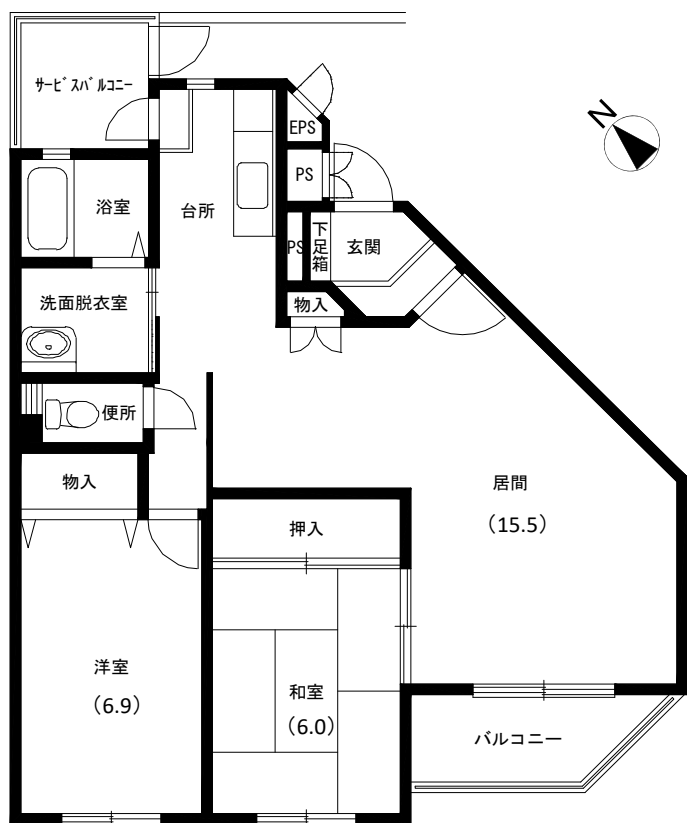 サービスバルコニー
N
EPS
PS
浴室
台所
PS
下足箱
玄関
洗面脱衣室
物入
便所
物入
居間
(15.5)
押入
洋室
(6.9)
和室
(6.0)
バルコニー